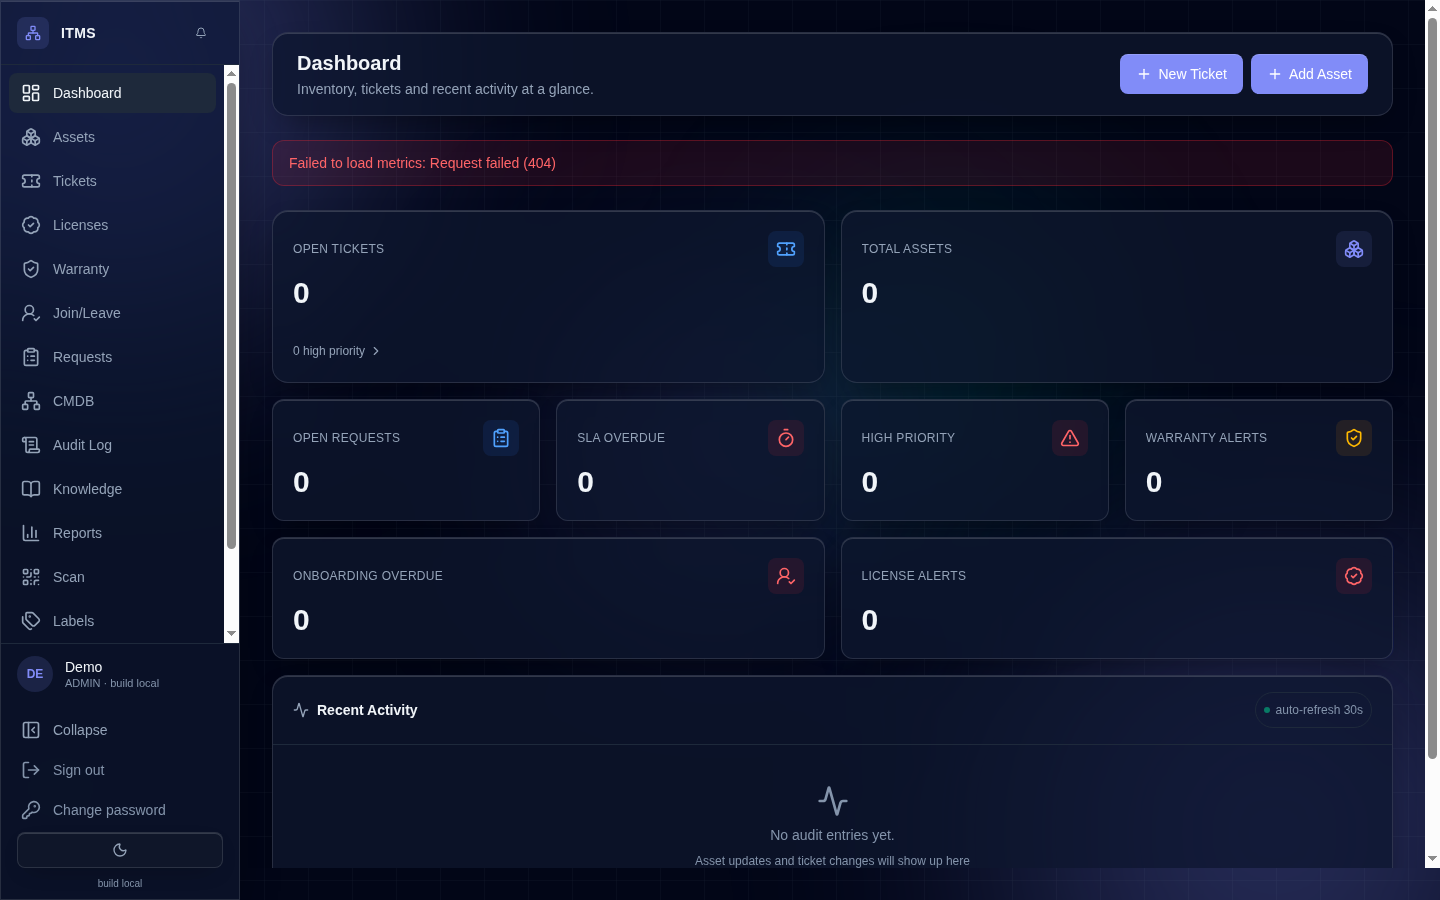 ITMS
Dashboard
Assets
Tickets
Licenses
Warranty
Join/Leave
Requests
CMDB
Audit Log
Knowledge
Reports
Scan
Labels
DE
Demo
ADMIN · build local
Collapse
Sign out
Change password
build local
Dashboard
Inventory, tickets and recent activity at a glance.
New Ticket
Add Asset
Failed to load metrics: Request failed (404)
OPEN TICKETS
0
0 high priority
TOTAL ASSETS
0
OPEN REQUESTS
0
SLA OVERDUE
0
HIGH PRIORITY
0
WARRANTY ALERTS
0
ONBOARDING OVERDUE
0
LICENSE ALERTS
0
Recent Activity
auto-refresh 30s
No audit entries yet.
Asset updates and ticket changes will show up here